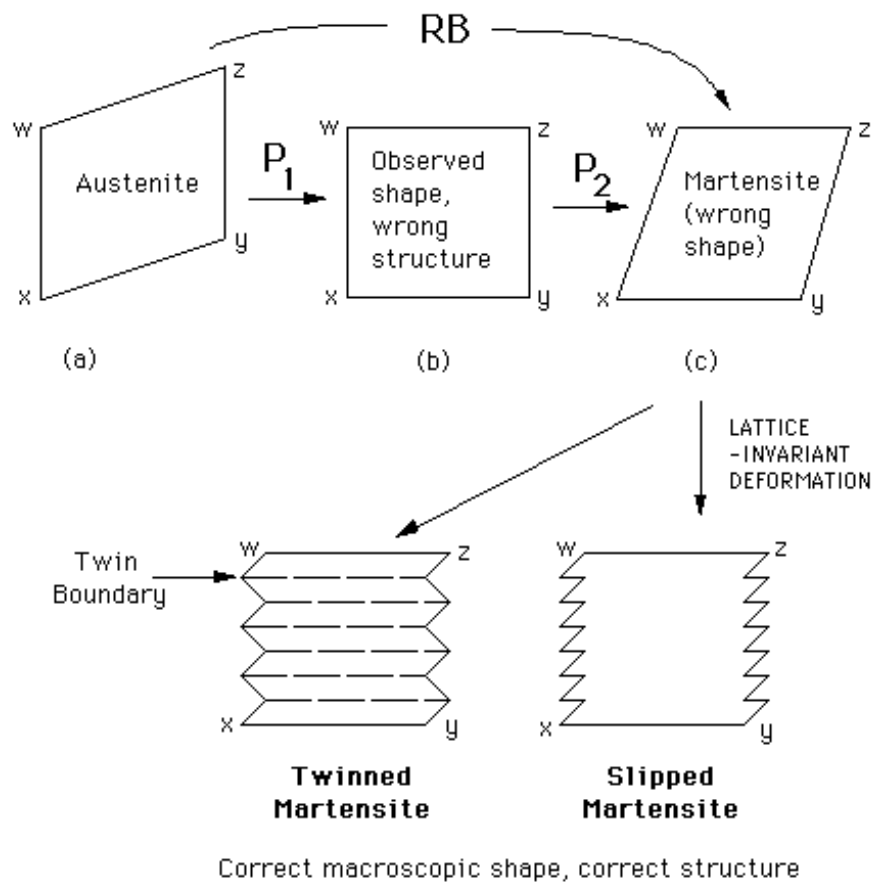 RB
w
z
x
y
Austenite
P1
w
z
x
y
Observed
shape,
wrong
structure
P2
w
z
x
y
Martensite
(wrong
shape)
(a)
(b)
(c)
LATTICE
-INVARIANT
DEFORMATION
Twin
Boundary
w
z
x
y
w
z
x
y
Twinned
Martensite
Slipped
Martensite
Correct macroscopic shape, correct structure